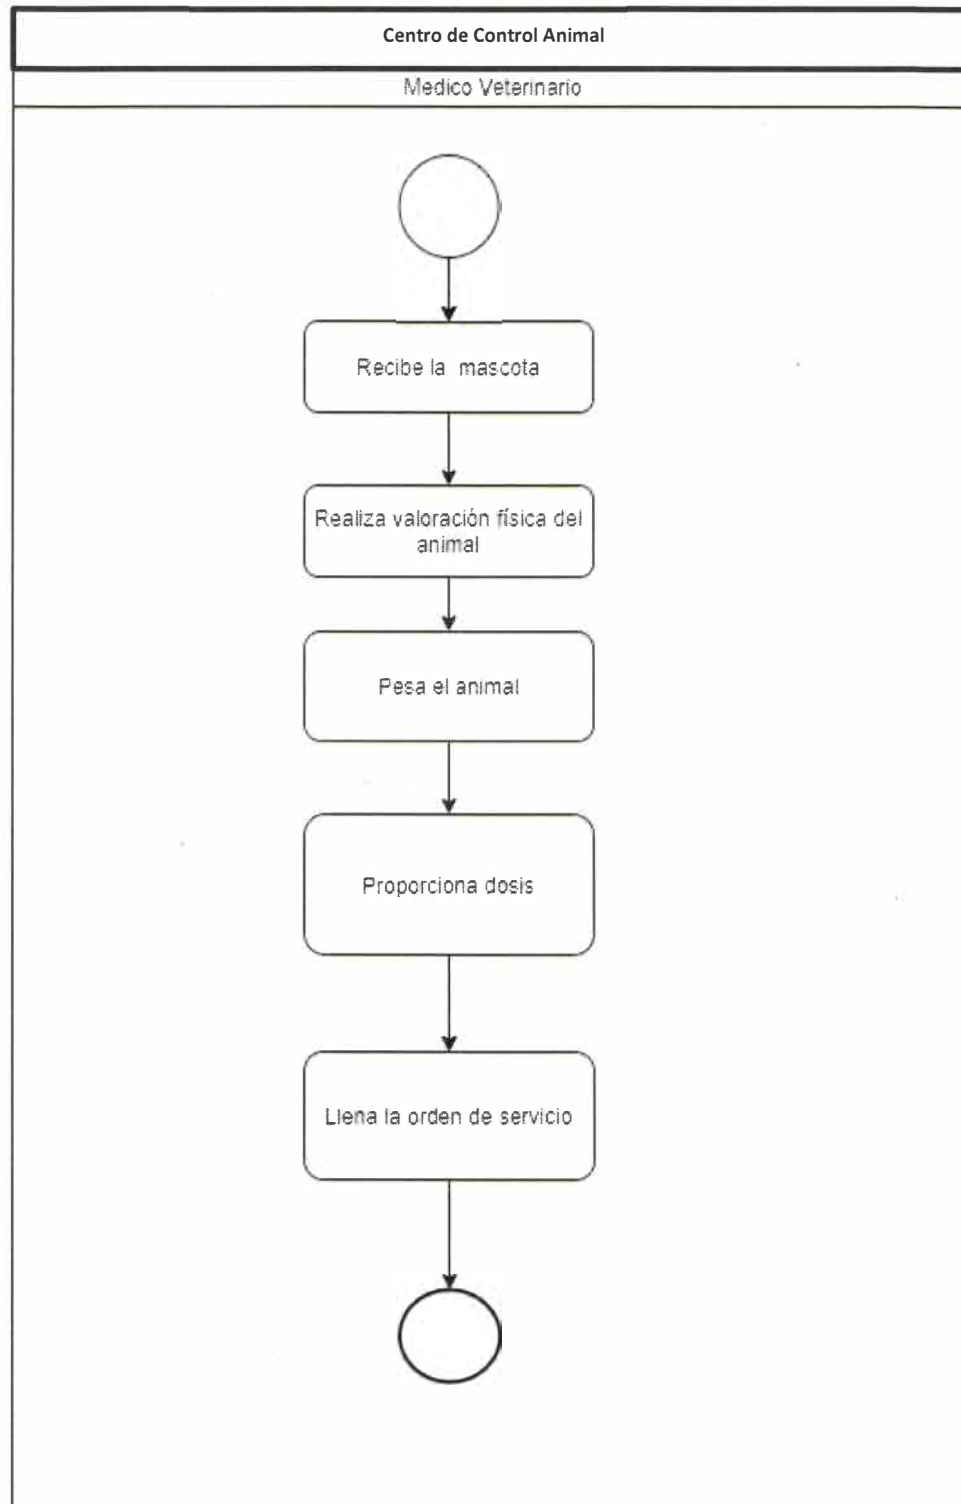 Centro de Control Animal
Medico Veterinario
Recibe la mascota
Realiza valoración física del
animal
Pesa el animal
Proporciona dosis
Llena la orden de servicio